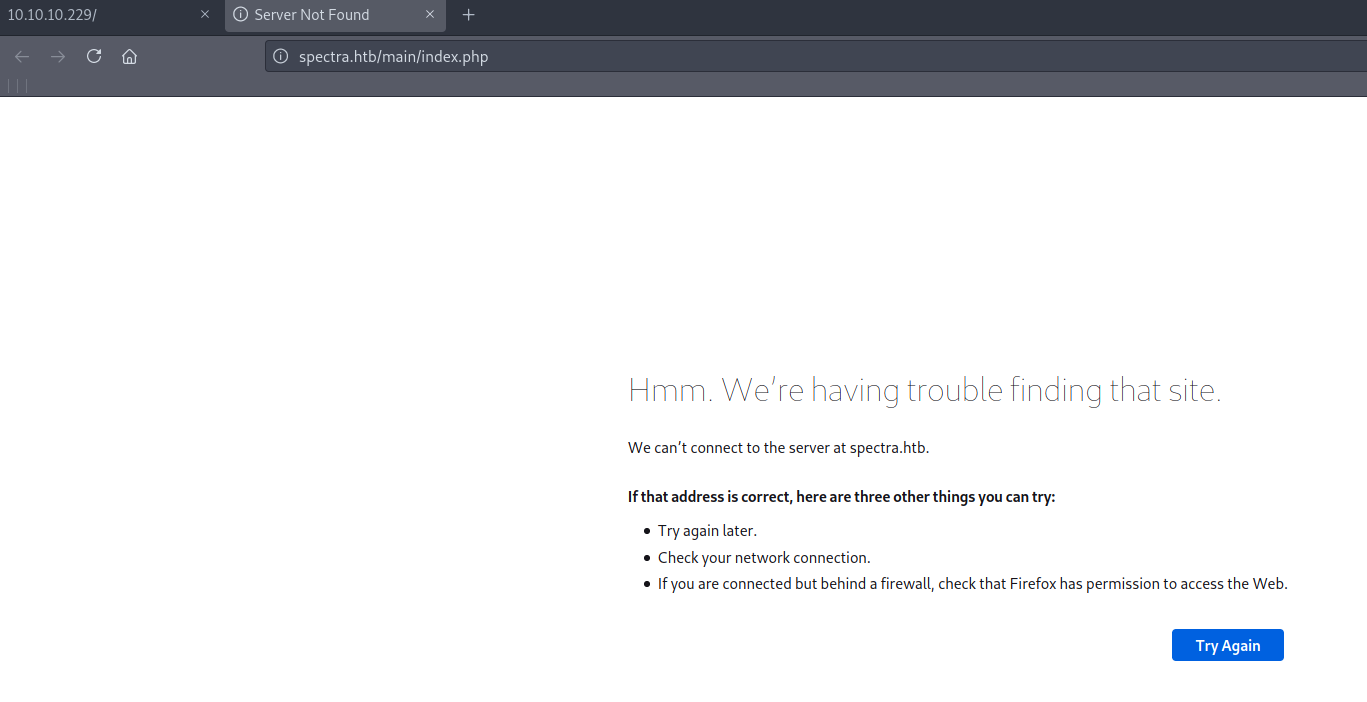 10.10.10.229/
Server Not Found
spectra.htb/main/index.php
Hmm. We’re having trouble finding that site.
We can’t connect to the server at spectra.htb.
If that address is correct, here are three other things you can try:
Try again later.
Check your network connection.
If you are connected but behind a firewall, check that Firefox has permission to access the Web.
Try Again